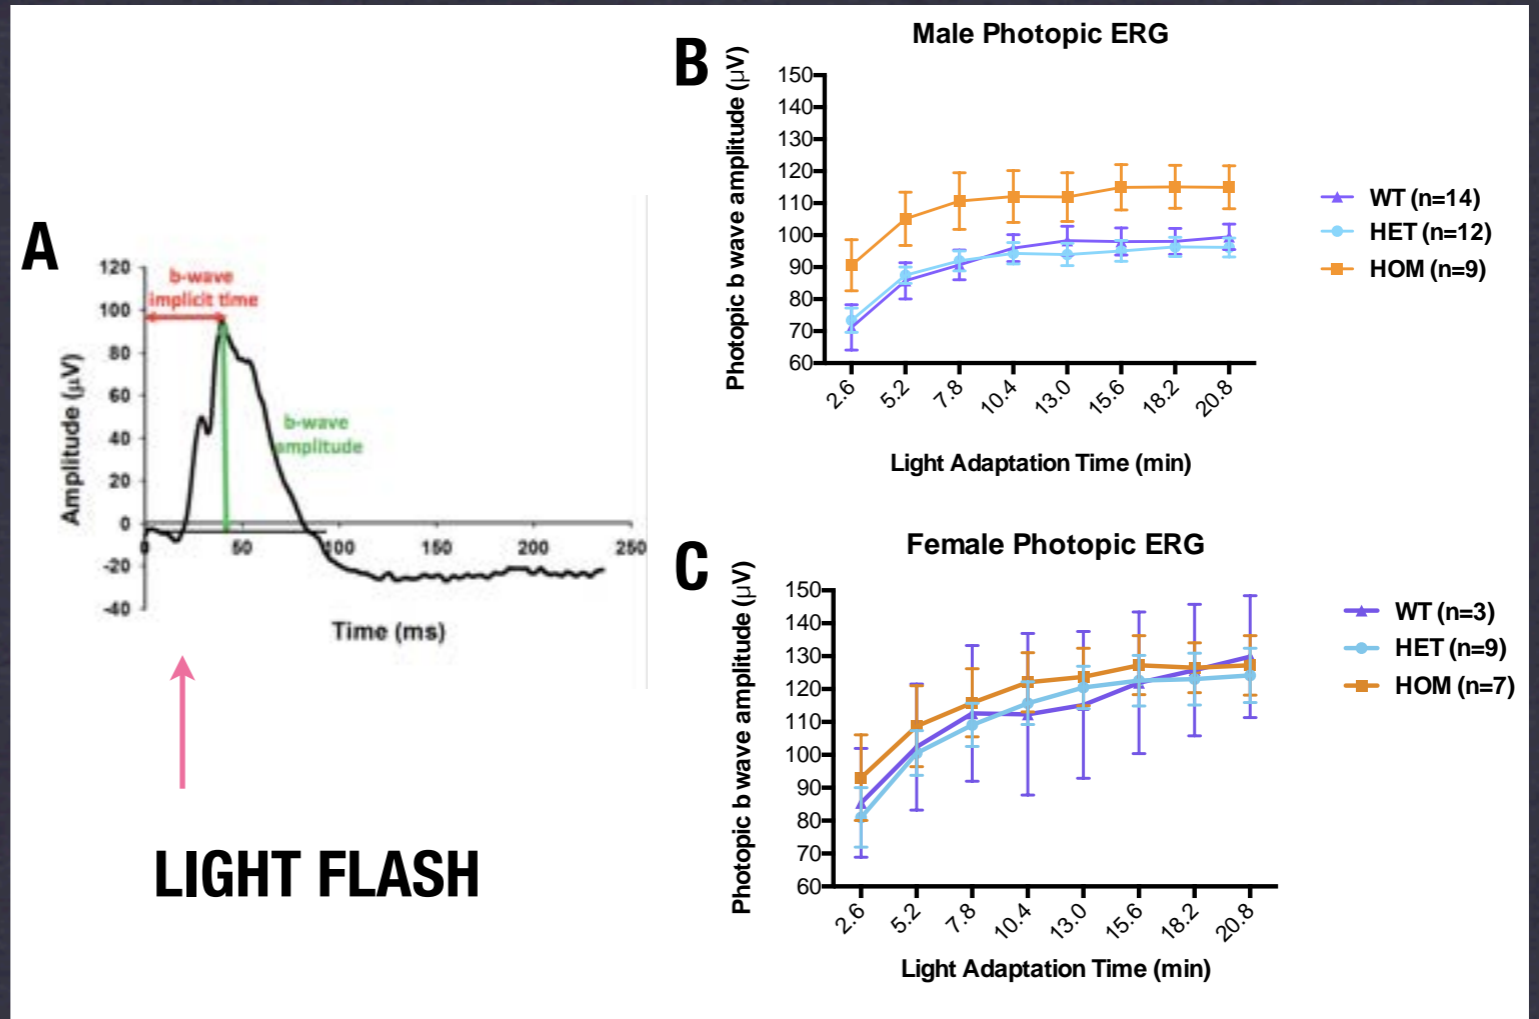 A
120
100
80
60
40
20
0
-20
-40
b-wave
implicit time
b-wave
amplitude
0
50
100
150
200
250
Amplitude (µV)
Time (ms)
LIGHT FLASH
B
Male Photopic ERG
Photopic b wave amplitude (µV)
150
140
130
120
110
100
90
80
70
60
2.6
5.2
7.8
10.4
13.0
15.6
18.2
20.8
Light Adaptation Time (min)
WT (n=14)
HET (n=12)
HOM (n=9)
C
Female Photopic ERG
Photopic b wave amplitude (µV)
150
140
130
120
110
100
90
80
70
60
2.6
5.2
7.8
10.4
13.0
15.6
18.2
20.8
Light Adaptation Time (min)
WT (n=3)
HET (n=9)
HOM (n=7)